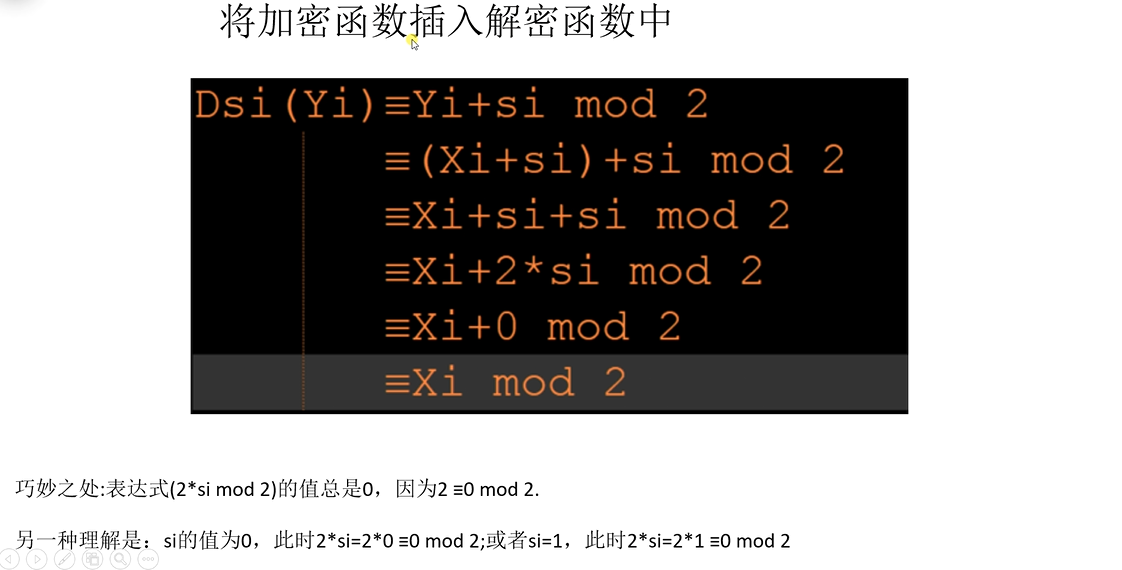 将加密函数插入解密函数中
Dsi(Yi)≡Yi+si mod 2
≡(Xi+si)+si mod 2
≡Xi+si+si mod 2
≡Xi+2*si mod 2
≡Xi+0 mod 2
≡Xi mod 2
巧妙之处:表达式(2*si mod 2)的值总是0，因为2 ≡0 mod 2.
另一种理解是：si的值为0，此时2*si=2*0 ≡0 mod 2;或者si=1，此时2*si=2*1 ≡0 mod 2